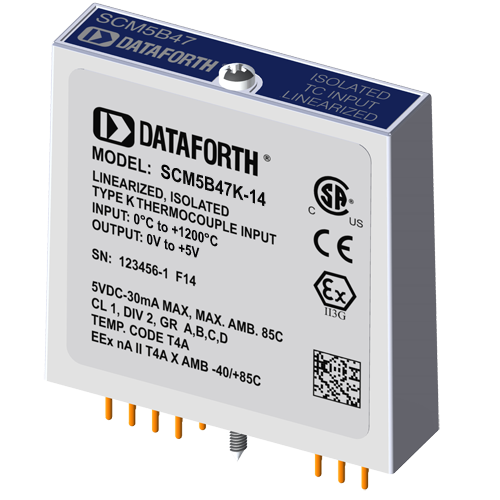 SCM5B47
DATAFORTH
ISOLATED
TC INPUT
LINEARIZED
DATAFORTH®
MODEL: SCM5B47K-14
LINEARIZED, ISOLATED
TYPE K THERMOCOUPLE INPUT
INPUT: 0°C to +1200°C
OUTPUT: 0V to +5V
SN: 123456-1 F14
5VDC-30mA MAX, MAX. AMB. 85C
CL 1, DIV 2, GR A,B,C,D
TEMP. CODE T4A
EEx nA II T4A X AMB -40/+85C
SA
C US
CE
Ex
II3G